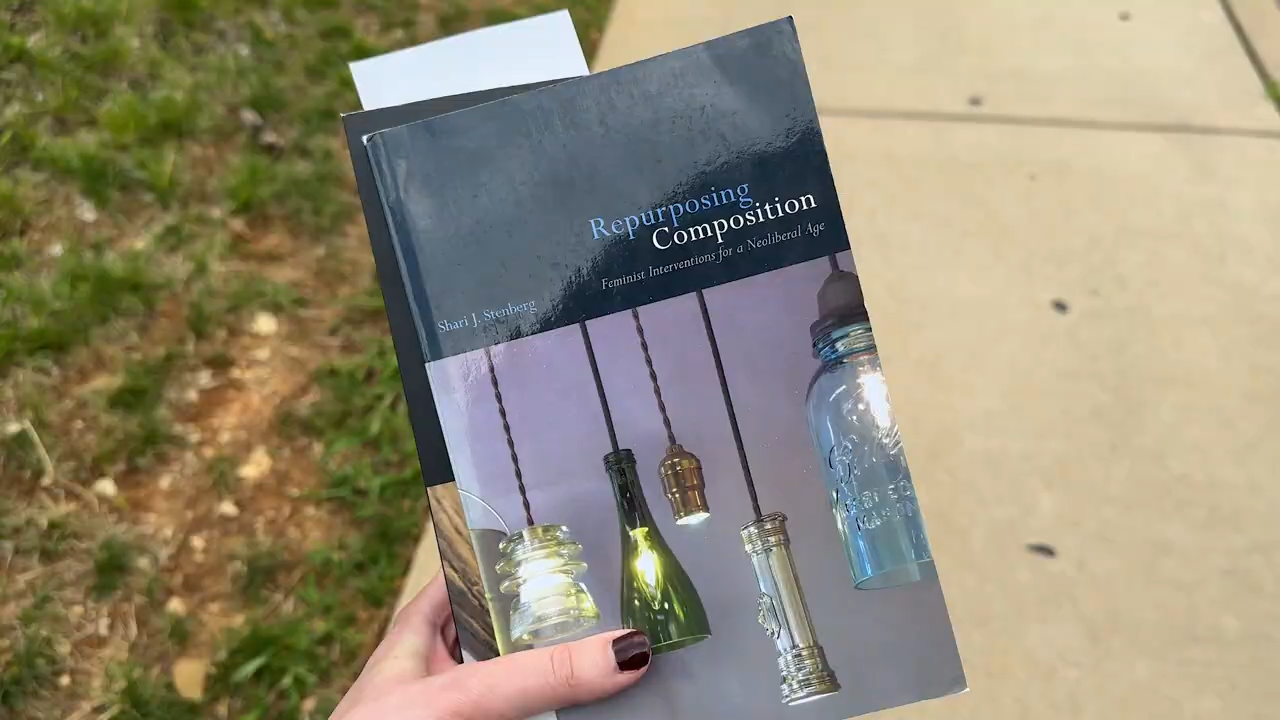 Repurposing
Composition
Feminist Interventions for a Neoliberal Age
Shari J. Stenberg